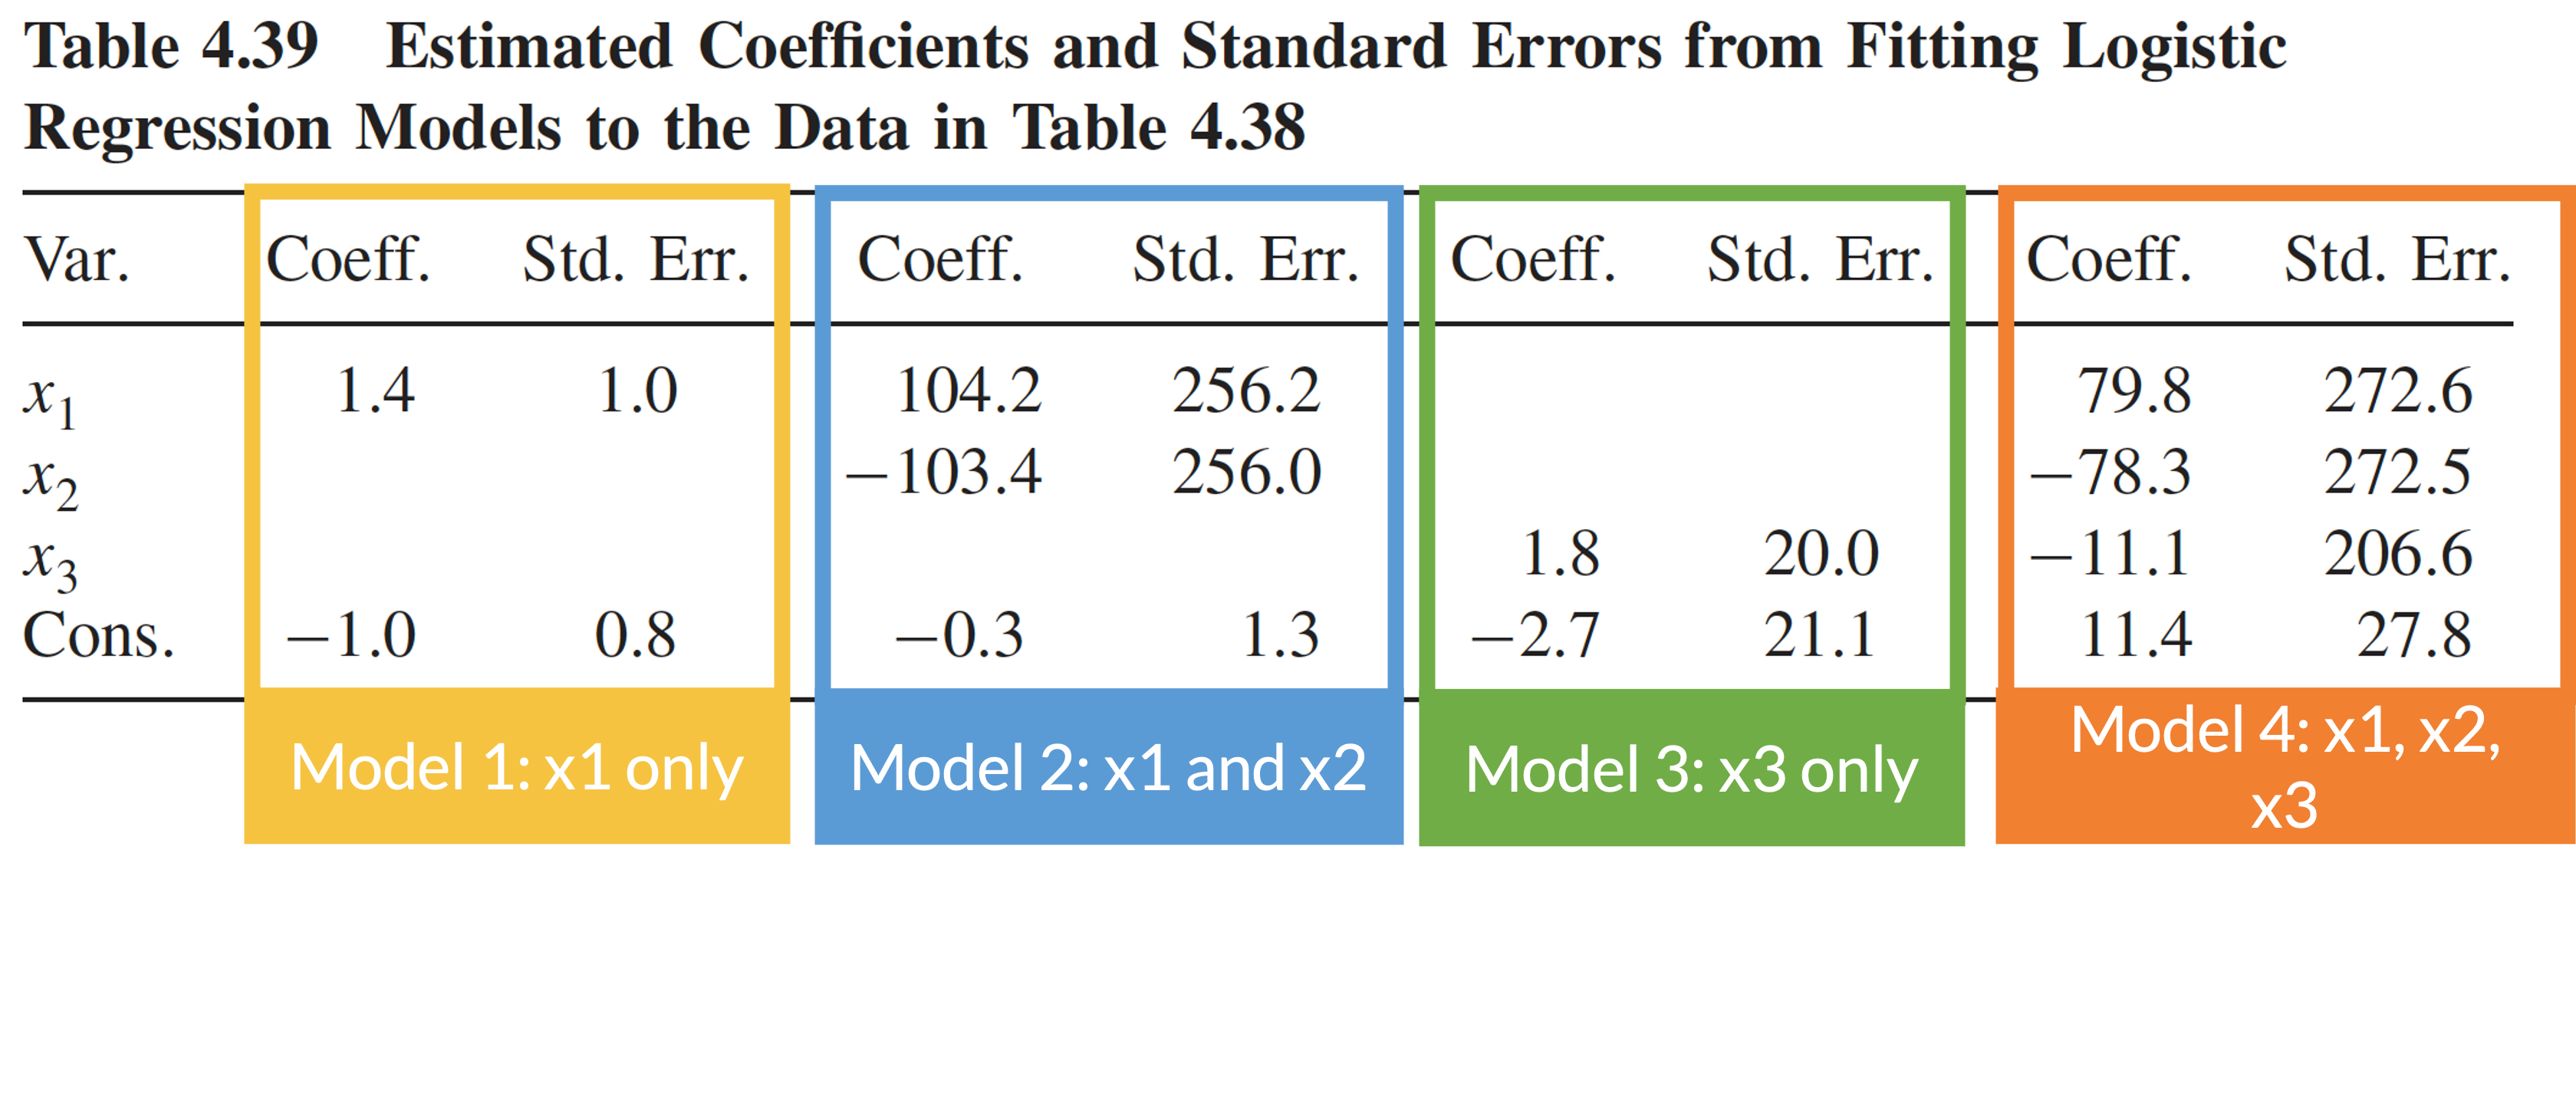 Table 4.39 Estimated Coefficients and Standard Errors from Fitting Logistic
Regression Models to the Data in Table 4.38
Var. Coeff. Std. Err. Coeff. Std. Err. Coeff. Std. Err. Coeff. Std. Err.
x1 1.4 1.0 104.2 256.2 79.8 272.6
x2 −103.4 256.0 −78.3 272.5
x3 1.8 20.0 −11.1 206.6
Cons. −1.0 0.8 −0.3 1.3 −2.7 21.1 11.4 27.8
Model 1: x1 only
Model 2: x1 and x2
Model 3: x3 only
Model 4: x1, x2,
x3